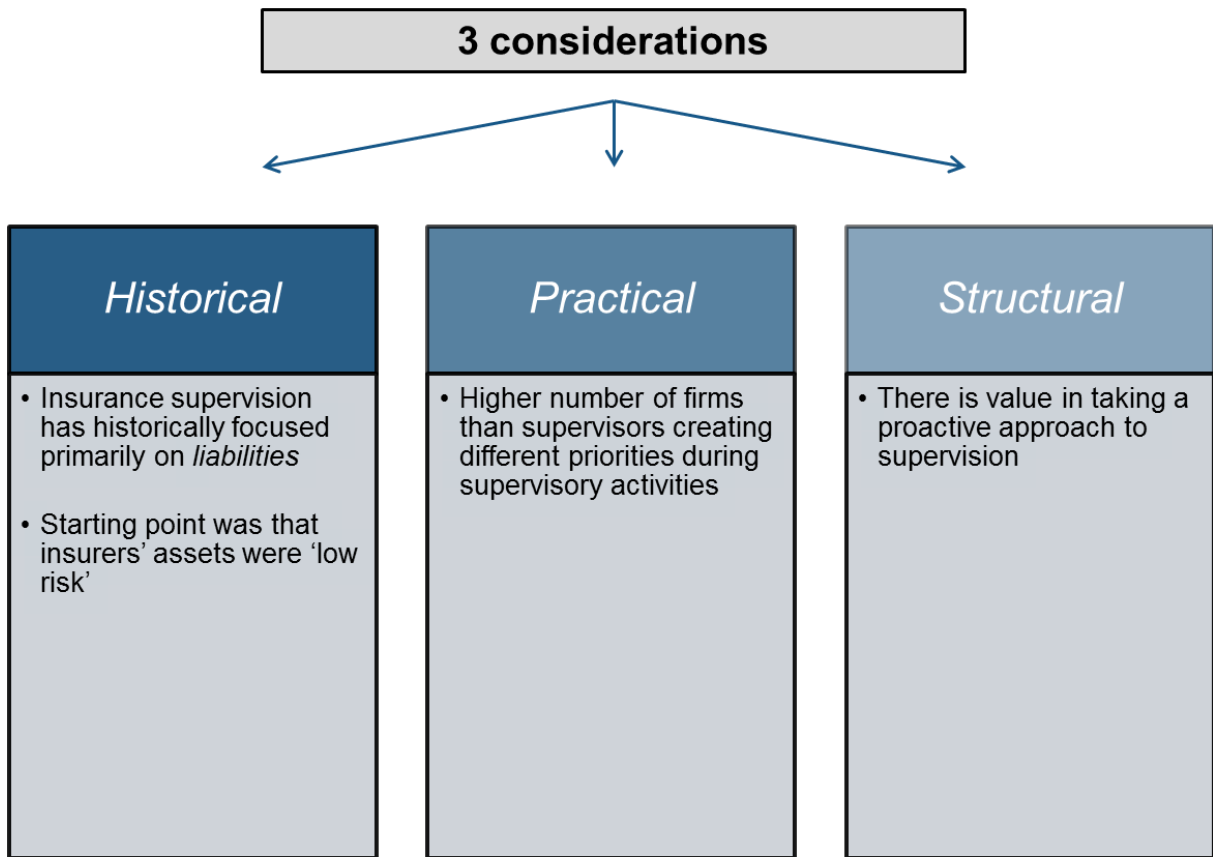 3 considerations
Historical
• Insurance supervision
has historically focused
primarily on liabilities
• Starting point was that
insurers’ assets were ‘low
risk’
Practical
• Higher number of firms
than supervisors creating
different priorities during
supervisory activities
Structural
• There is value in taking a
proactive approach to
supervision